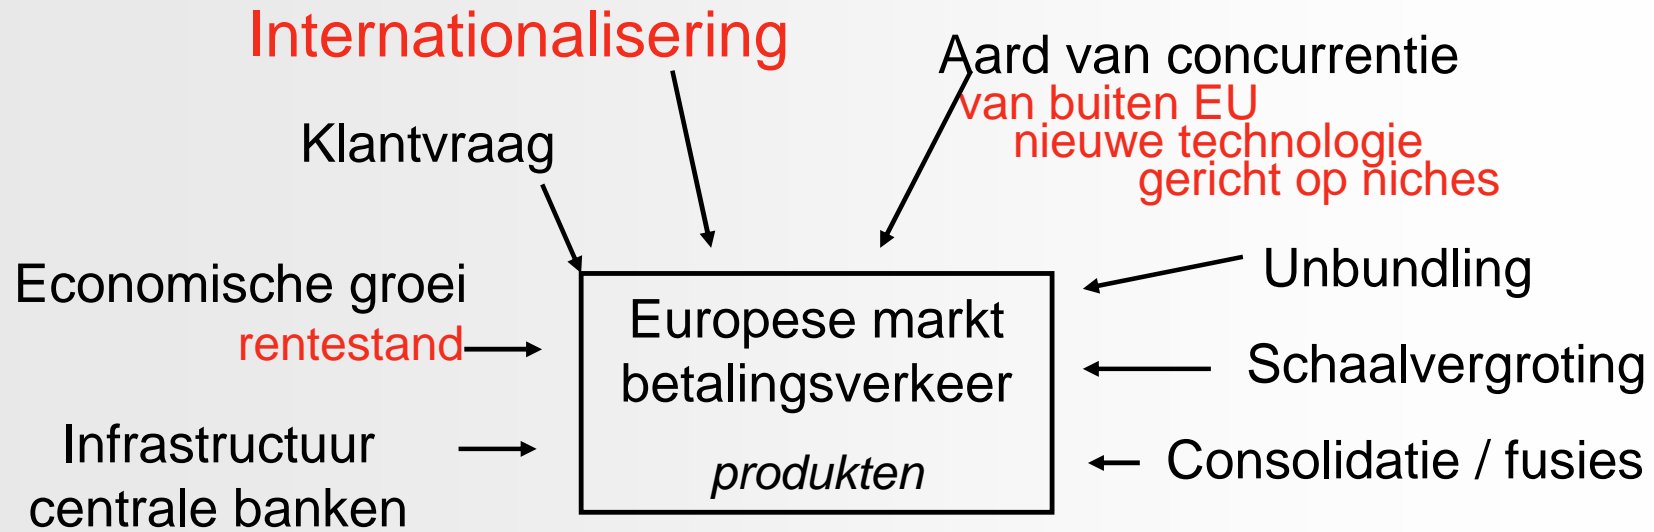 Internationalisering
Aard van concurrentie
van buiten EU
nieuwe technologie
gericht op niches
Klantvraag
Economische groei
rentestand
Infrastructuur
centrale banken
Europese markt
betalingsverkeer
produkten
Unbundling
Schaalvergroting
Consolidatie / fusies